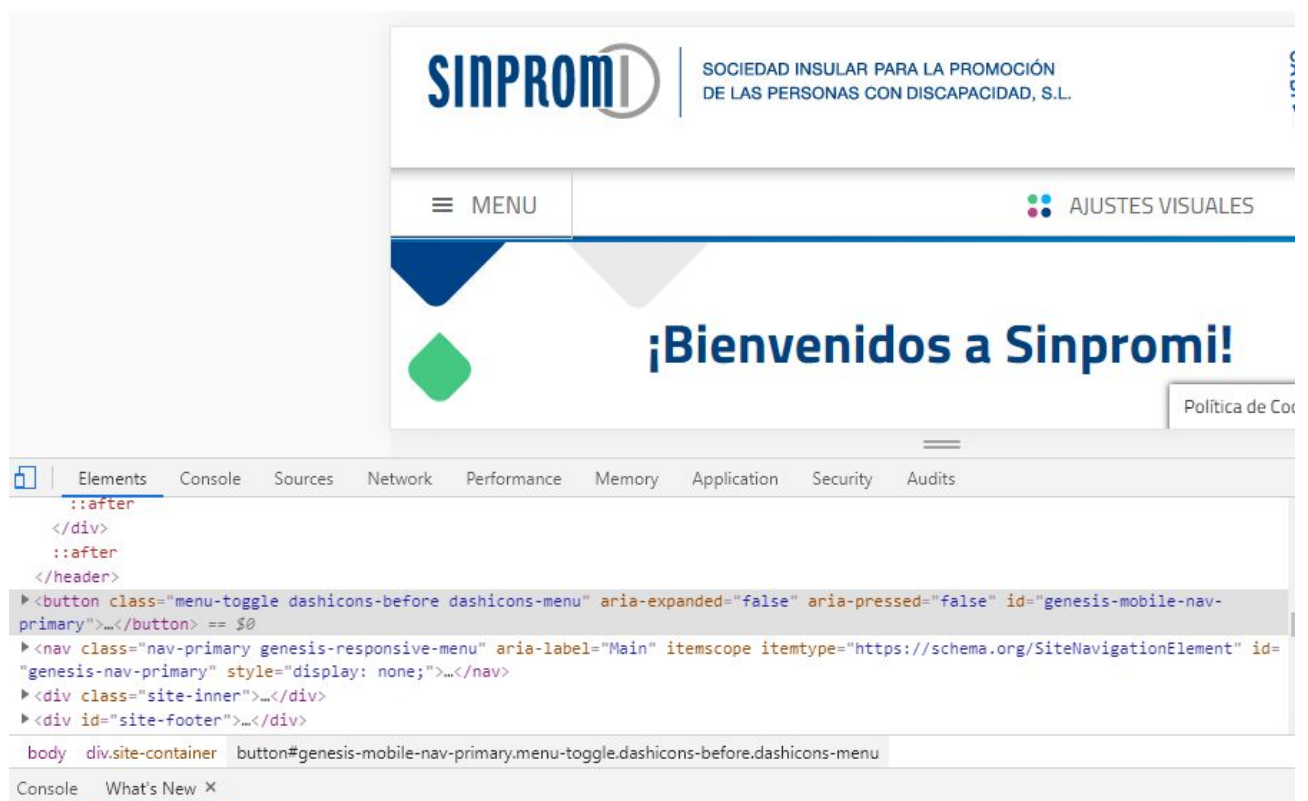 SINPROMI
SOCIEDAD INSULAR PARA LA PROMOCIÓN
DE LAS PERSONAS CON DISCAPACIDAD, S.L.
MENU
AJUSTES VISUALES
¡Bienvenidos a Sinpromi!
Política de Coo
Elements Console Sources Network Performance Memory Application Security Audits
::after
</div>
::after
</header>
<button class="menu-toggle dashicons-before dashicons-menu" aria-expanded="false" aria-pressed="false" id="genesis-mobile-nav-
primary">…</button> == $0
<nav class="nav-primary genesis-responsive-menu" aria-label="Main" itemscope itemtype="https://schema.org/SiteNavigationElement" id=
"genesis-nav-primary" style="display: none;">…</nav>
<div class="site-inner">…</div>
<div id="site-footer">…</div>
body div.site-container button#genesis-mobile-nav-primary.menu-toggle.dashicons-before.dashicons-menu
Console What's New ×